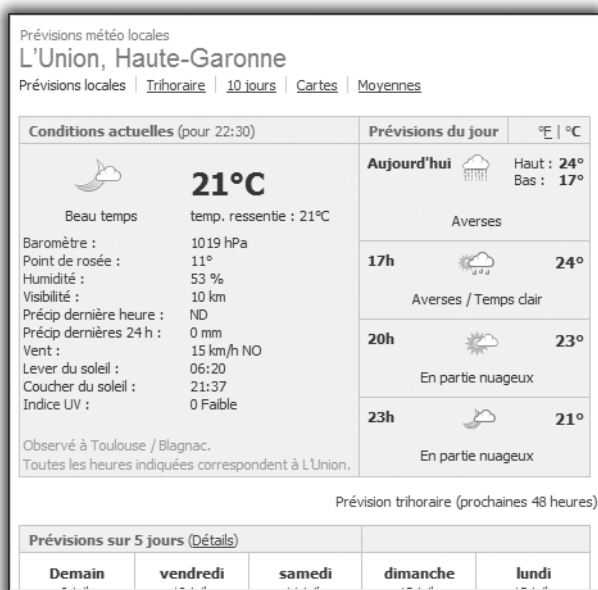 Prévisions météo locales
L'Union, Haute-Garonne
Prévisions locales | Trihoraire | 10 jours | Cartes | Moyennes
Conditions actuelles (pour 22:30)
21°C
Beau temps
temp. ressentie : 21°C
Baromètre : 1019 hPa
Point de rosée : 11°
Humidité : 53 %
Visibilité : 10 km
Précip dernière heure : ND
Précip dernières 24 h : 0 mm
Vent : 15 km/h NO
Lever du soleil : 06:20
Coucher du soleil : 21:37
Indice UV : 0 Faible
Observé à Toulouse / Blagnac.
Toutes les heures indiquées correspondent à L'Union.
Prévisions du jour °F | °C
Aujourd'hui Haut : 24°
Bas : 17°
Averses
17h 24°
Averses / Temps clair
20h 23°
En partie nuageux
23h 21°
En partie nuageux
Prévision trihoraire (prochaines 48 heures)
Prévisions sur 5 jours (Détails)
Demain vendredi samedi dimanche lundi